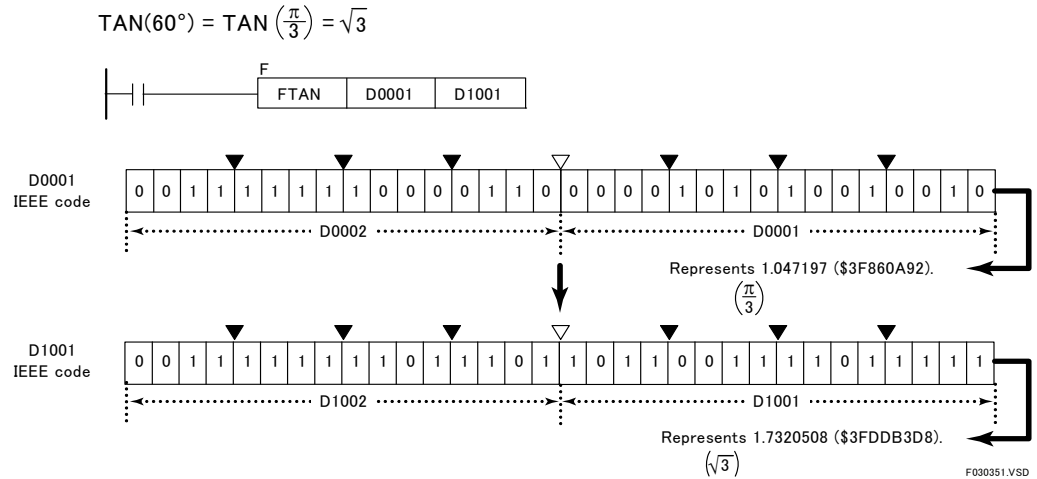 TAN(60°) = TAN (π/3) = √3
F
FTAN D0001 D1001
D0001
IEEE code
0 0 1 1 1 1 1 1 1 0 0 0 0 1 1 0 0 0 0 0 1 0 1 0 1 0 0 1 0 0 1 0
D0002 D0001
Represents 1.047197 ($3F860A92).
(π/3)
D1001
IEEE code
0 0 1 1 1 1 1 1 1 1 0 1 1 1 0 1 1 0 1 1 0 0 1 1 1 1 0 1 1 1 1 1
D1002 D1001
Represents 1.7320508 ($3FDDB3D8).
(√3)
F030351.VSD